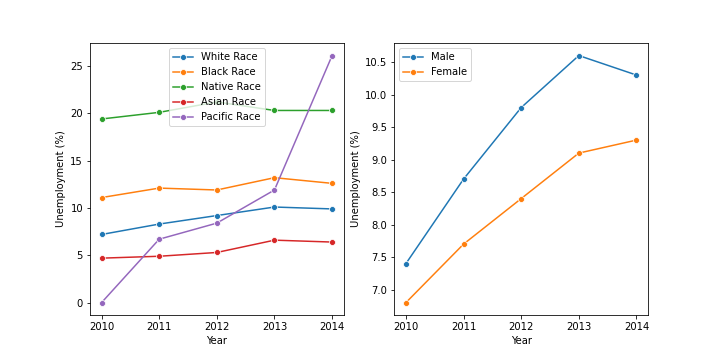 White Race
Black Race
Native Race
Asian Race
Pacific Race
25
20
15
10
5
0
Unemployment (%)
2010 2011 2012 2013 2014
Year
Male
Female
10.5
10.0
9.5
9.0
8.5
8.0
7.5
7.0
Unemployment (%)
2010 2011 2012 2013 2014
Year